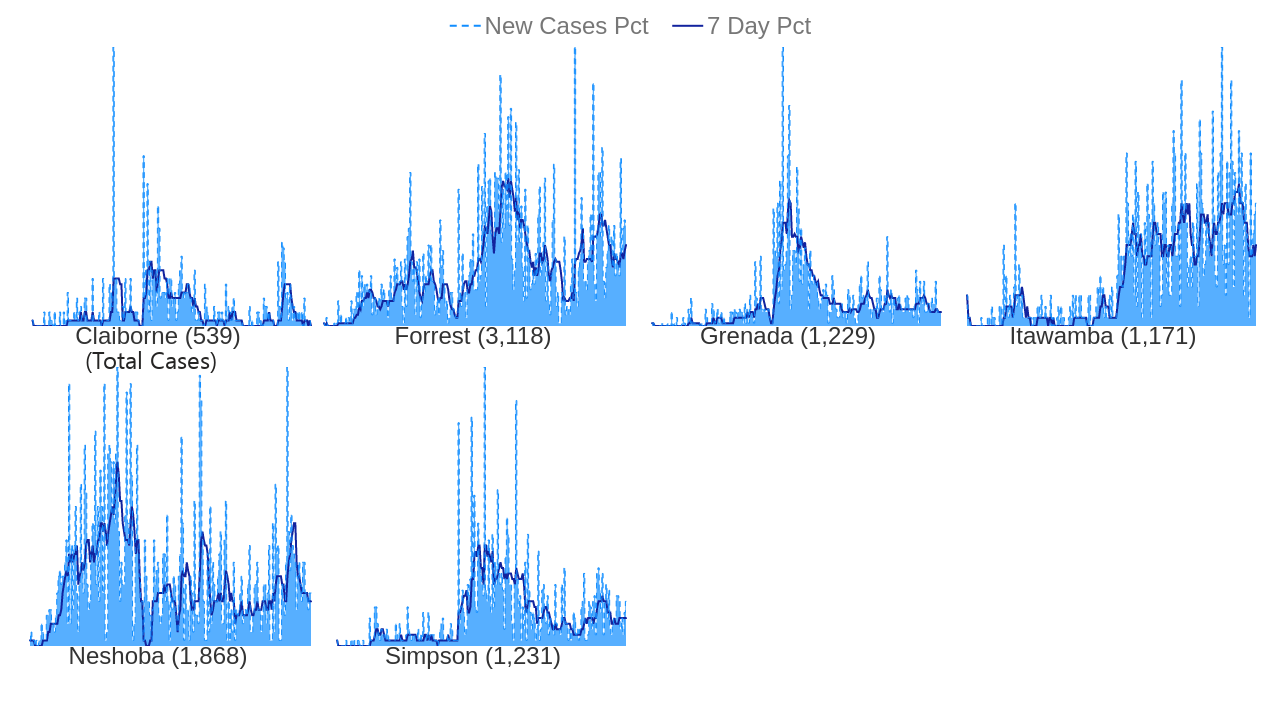 New Cases Pct 7 Day Pct
Claiborne (539) Forrest (3,118) Grenada (1,229) Itawamba (1,171)
(Total Cases)
Neshoba (1,868) Simpson (1,231)